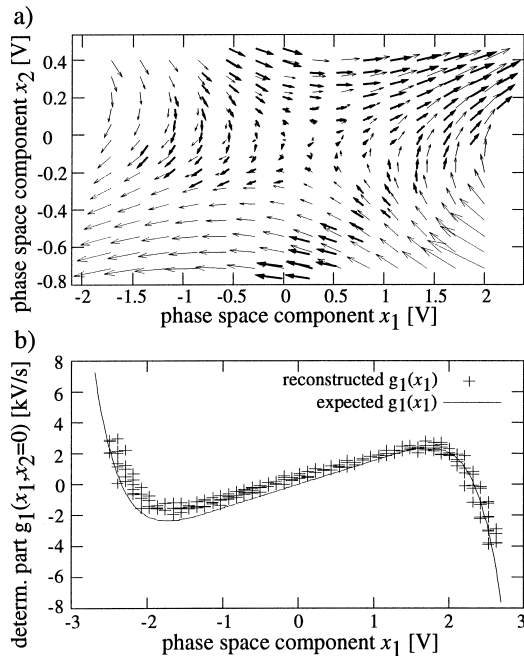 a)
phase space component x2 [V]
0.4
0.2
0
-0.2
-0.4
-0.6
-0.8
-2 -1.5 -1 -0.5 0 0.5 1 1.5 2
phase space component x1 [V]
b)
determ. part g1(x1,x2=0) [kV/s]
8
6
4
2
0
-2
-4
-6
-8
reconstructed g1(x1)
expected g1(x1)
-3 -2 -1 0 1 2 3
phase space component x1 [V]